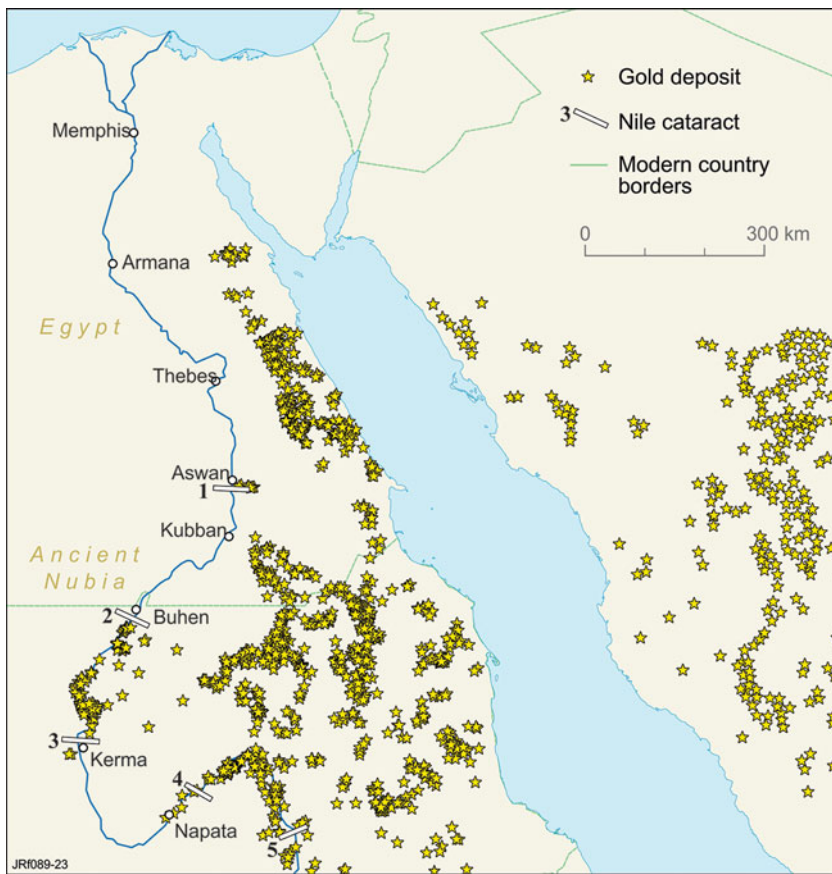 Gold deposit
3 Nile cataract
Modern country
borders
0 300 km
Memphis
Armana
Egypt
Thebes
Aswan
1
Kubban
Ancient
Nubia
2 Buhen
3
Kerma
4
Napata
5
JRf089-23